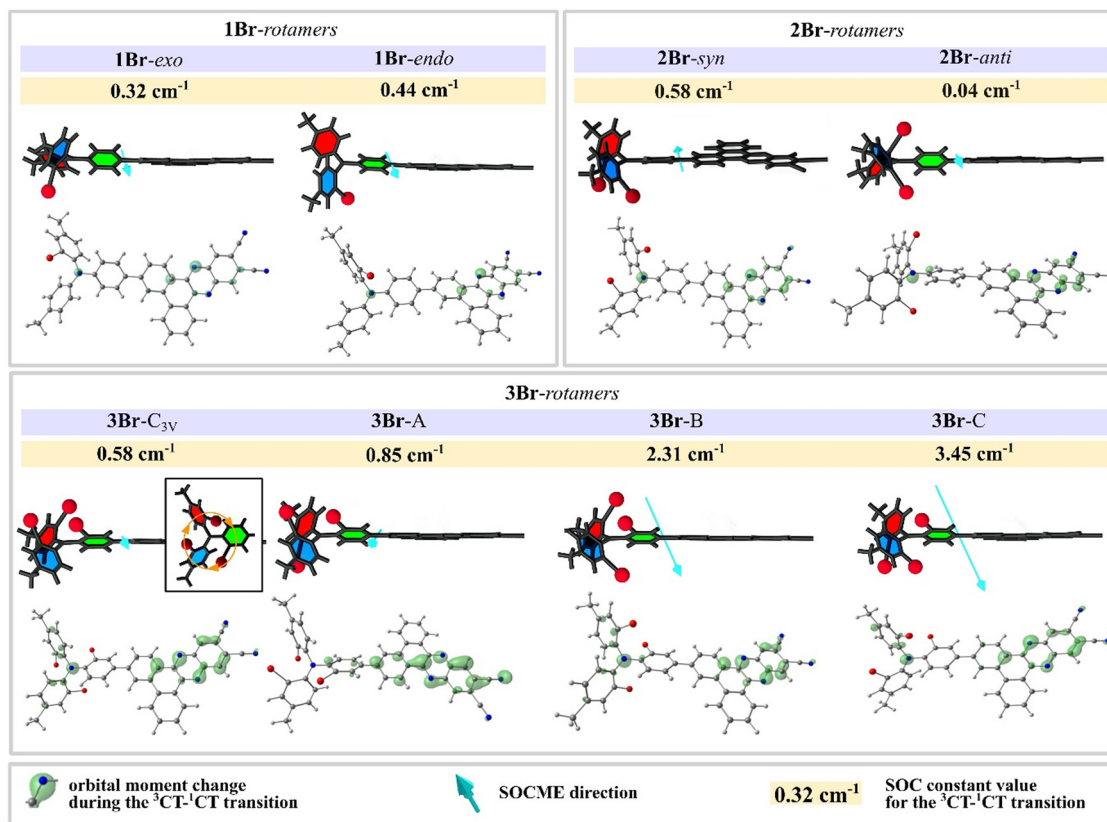 1Br-rotamers
1Br-exo 1Br-endo
0.32 cm⁻¹ 0.44 cm⁻¹
2Br-rotamers
2Br-syn 2Br-anti
0.58 cm⁻¹ 0.04 cm⁻¹
3Br-rotamers
3Br-C₃ᵥ 3Br-A 3Br-B 3Br-C
0.58 cm⁻¹ 0.85 cm⁻¹ 2.31 cm⁻¹ 3.45 cm⁻¹
orbital moment change
during the ³CT-¹CT transition
SOCME direction
0.32 cm⁻¹
SOC constant value
for the ³CT-¹CT transition